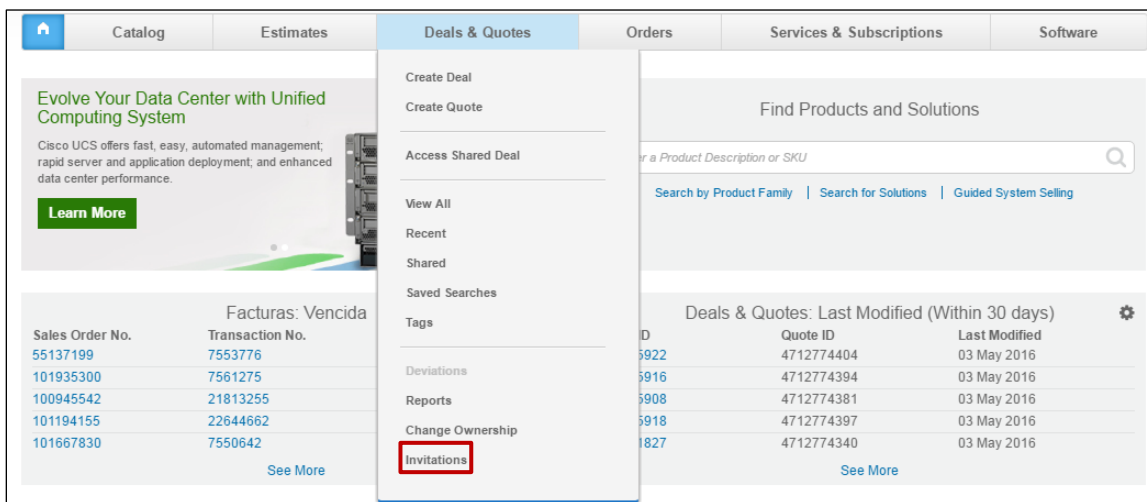 Catalog
Estimates
Deals & Quotes
Orders
Services & Subscriptions
Software
Evolve Your Data Center with Unified
Computing System
Cisco UCS offers fast, easy, automated management;
rapid server and application deployment; and enhanced
data center performance.
Learn More
Create Deal
Create Quote
Access Shared Deal
View All
Recent
Shared
Saved Searches
Tags
Deviations
Reports
Change Ownership
Invitations
Find Products and Solutions
r a Product Description or SKU
Search by Product Family | Search for Solutions | Guided System Selling
Facturas: Vencida
Sales Order No. Transaction No.
55137199 7553776
101935300 7561275
100945542 21813255
101194155 22644662
101667830 7550642
See More
Deals & Quotes: Last Modified (Within 30 days)
D Quote ID Last Modified
5922 4712774404 03 May 2016
5916 4712774394 03 May 2016
5908 4712774381 03 May 2016
5918 4712774397 03 May 2016
1827 4712774340 03 May 2016
See More